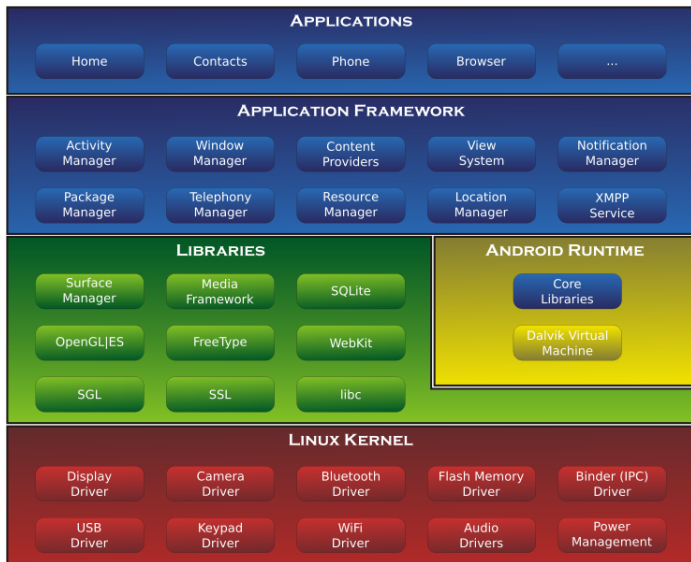 APPLICATIONS
Home
Contacts
Phone
Browser
...
APPLICATION FRAMEWORK
Activity
Manager
Window
Manager
Content
Providers
View
System
Notification
Manager
Package
Manager
Telephony
Manager
Resource
Manager
Location
Manager
XMPP
Service
LIBRARIES
Surface
Manager
Media
Framework
SQLite
OpenGL|ES
FreeType
WebKit
SGL
SSL
libc
ANDROID RUNTIME
Core
Libraries
Dalvik Virtual
Machine
LINUX KERNEL
Display
Driver
Camera
Driver
Bluetooth
Driver
Flash Memory
Driver
Binder (IPC)
Driver
USB
Driver
Keypad
Driver
WiFi
Driver
Audio
Drivers
Power
Management